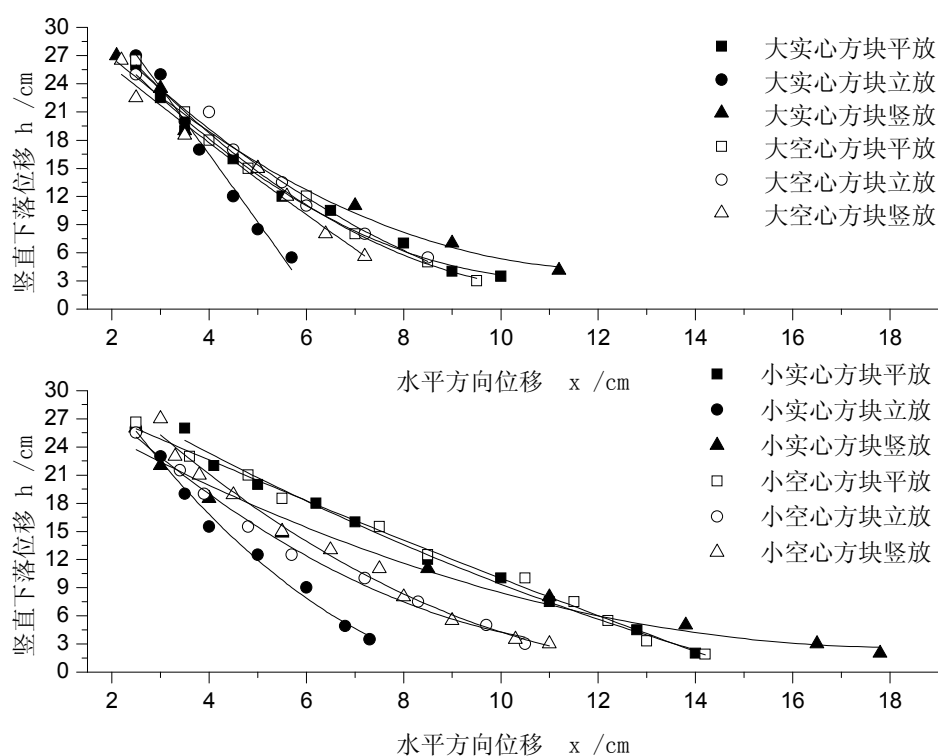 30
27
24
21
18
15
12
9
6
3
0
竖直下落位移 h /cm
2 4 6 8 10 12 14 16 18
水平方向位移 x /cm
大实心方块平放
大实心方块立放
大实心方块竖放
大空心方块平放
大空心方块立放
大空心方块竖放
30
27
24
21
18
15
12
9
6
3
0
竖直下落位移 h /cm
2 4 6 8 10 12 14 16 18
水平方向位移 x /cm
小实心方块平放
小实心方块立放
小实心方块竖放
小空心方块平放
小空心方块立放
小空心方块竖放